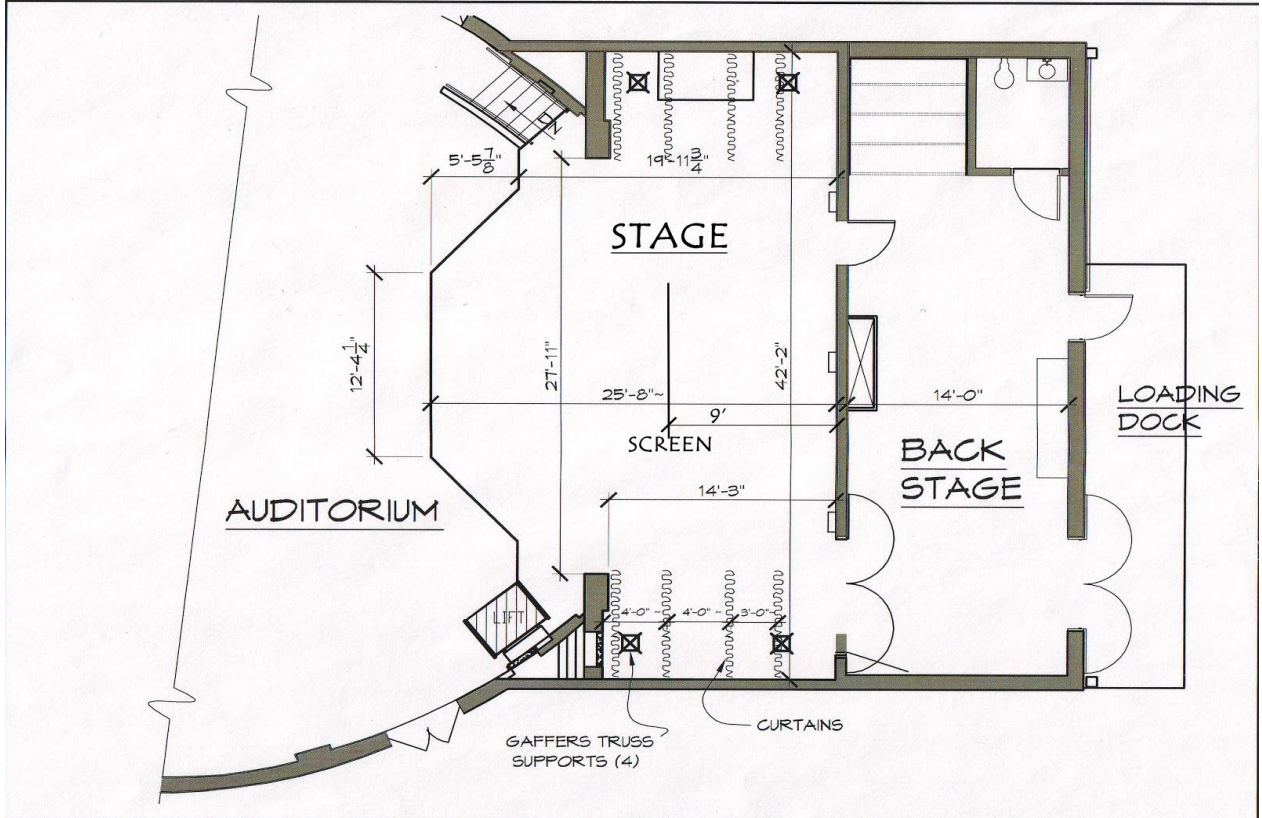 DN
5'-5 7/8"
19'-11 3/4"
STAGE
12'-4 1/4"
27'-11"
42'-2"
25'-8"~
14'-0"
9'
SCREEN
LOADING
DOCK
BACK
STAGE
14'-3"
AUDITORIUM
LIFT
4'-0" ~
4'-0" ~
3'-0"~
CURTAINS
GAFFERS TRUSS
SUPPORTS (4)